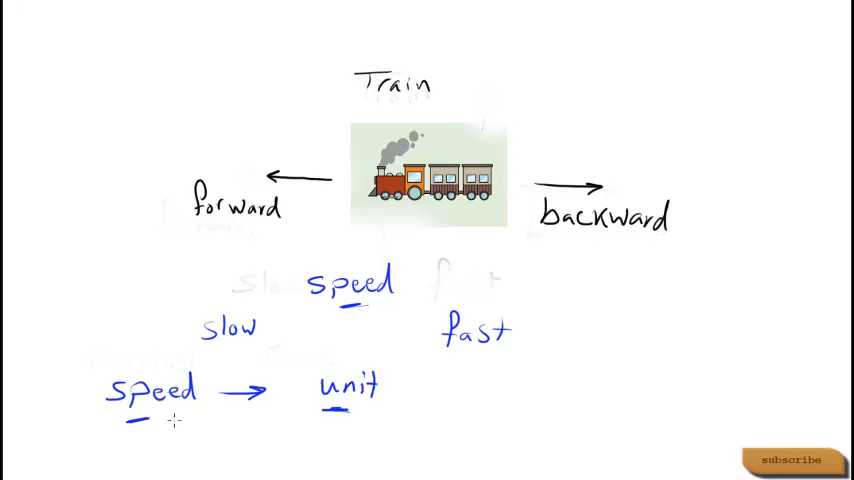 Train
forward backward
speed
slow fast
speed → unit
subscribe